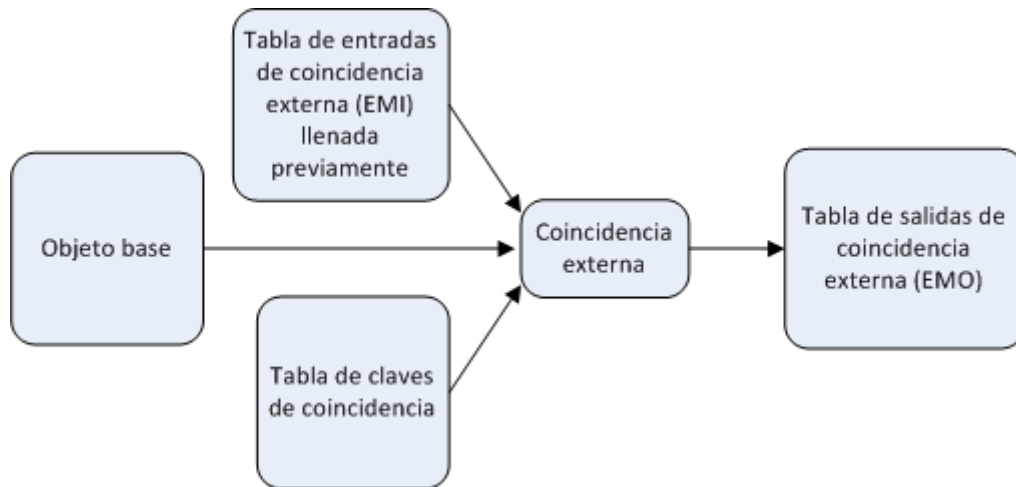 Tabla de entradas
de coincidencia
externa (EMI)
llenada
previamente
Objeto base
Coincidencia
externa
Tabla de salidas de
coincidencia
externa (EMO)
Tabla de claves
de coincidencia